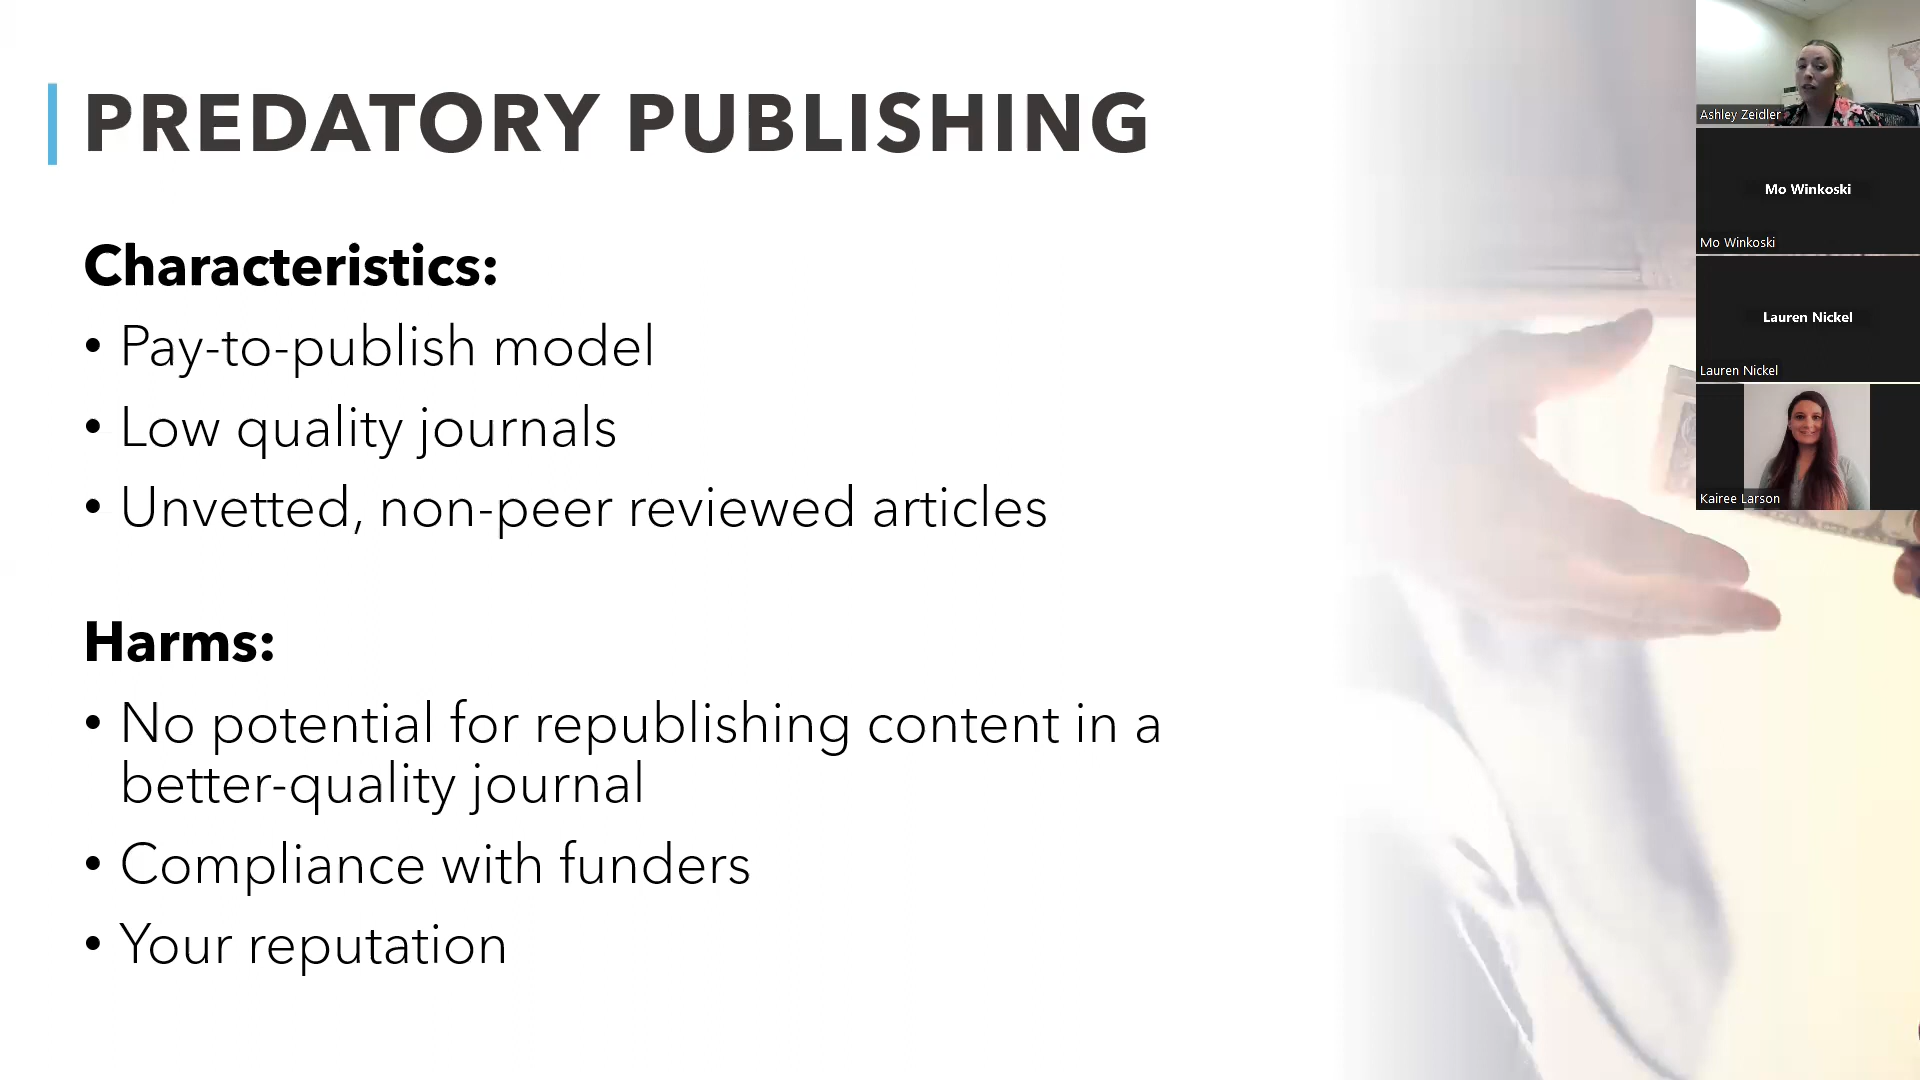 PREDATORY PUBLISHING
Characteristics:
• Pay-to-publish model
• Low quality journals
• Unvetted, non-peer reviewed articles
Harms:
• No potential for republishing content in a
better-quality journal
• Compliance with funders
• Your reputation
Ashley Zeidler
Mo Winkoski
Mo Winkoski
Lauren Nickel
Lauren Nickel
Kairee Larson